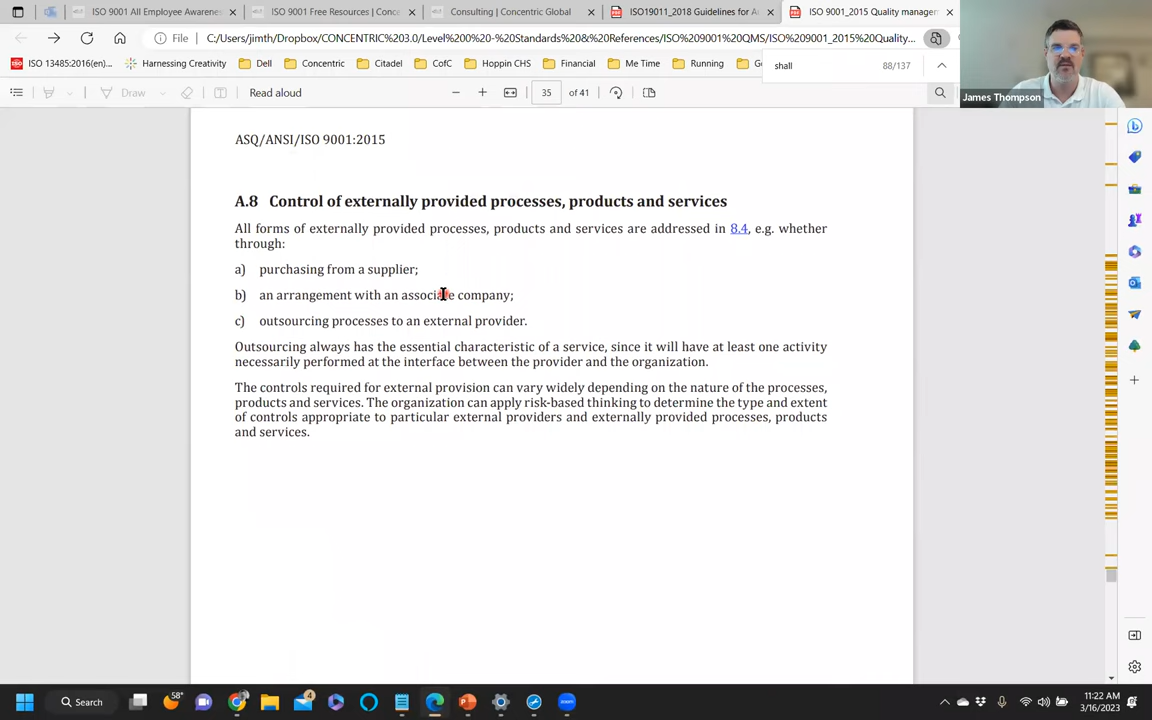 ISO 9001 All Employee Awarene
ISO 9001 Free Resources | Conce
Consulting | Concentric Global
ISO19011_2018 Guidelines for A
ISO 9001_2015 Quality managem
File
C:/Users/jimth/Dropbox/CONCENTRIC%203.0/Level%200%20-%20Standards%20&%20References/ISO%209001%20QMS/ISO%209001_2015%20Quality...
ISO 13485:2016(en)...
Harnessing Creativity
Dell
Concentric
Citadel
CofC
Hoppin CHS
Financial
Me Time
Running
shall
88/137
Draw
Read aloud
35
of 41
James Thompson
ASQ/ANSI/ISO 9001:2015
A.8 Control of externally provided processes, products and services
All forms of externally provided processes, products and services are addressed in 8.4, e.g. whether
through:
a) purchasing from a supplier;
b) an arrangement with an associate company;
c) outsourcing processes to an external provider.
Outsourcing always has the essential characteristic of a service, since it will have at least one activity
necessarily performed at the interface between the provider and the organization.
The controls required for external provision can vary widely depending on the nature of the processes,
products and services. The organization can apply risk-based thinking to determine the type and extent
of controls appropriate to particular external providers and externally provided processes, products
and services.
Search
58°
4
11:22 AM
3/16/2023